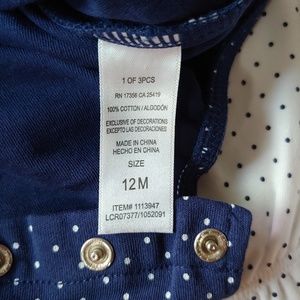 1 OF 3PCS
RN 17356 CA 25419
100% COTTON / ALGODÓN
EXCLUSIVE OF DECORATIONS
EXCEPTO LAS DECORACIONES
MADE IN CHINA
HECHO EN CHINA
SIZE
12 M
ITEM# 1113947
LCR07377/1052091